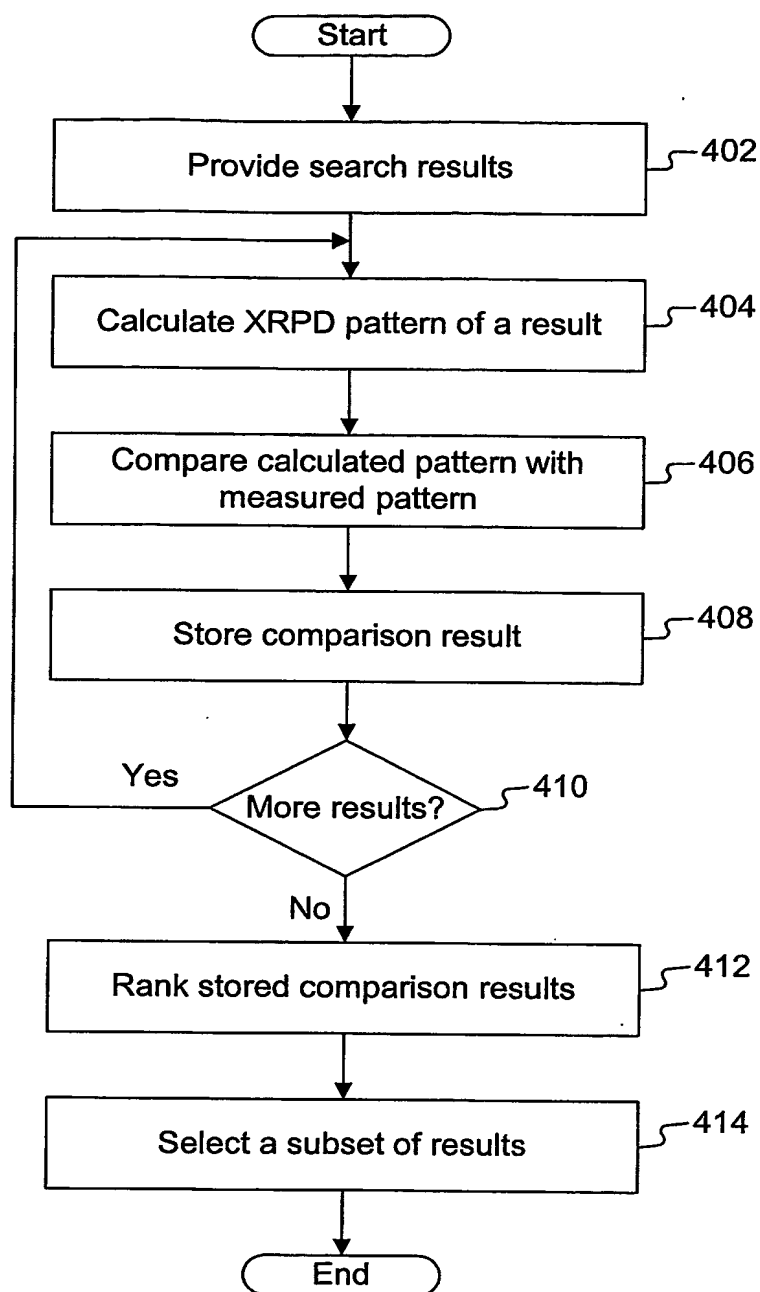 Start
Provide search results
402
Calculate XRPD pattern of a result
404
Compare calculated pattern with
measured pattern
406
Store comparison result
408
Yes
More results?
410
No
Rank stored comparison results
412
Select a subset of results
414
End